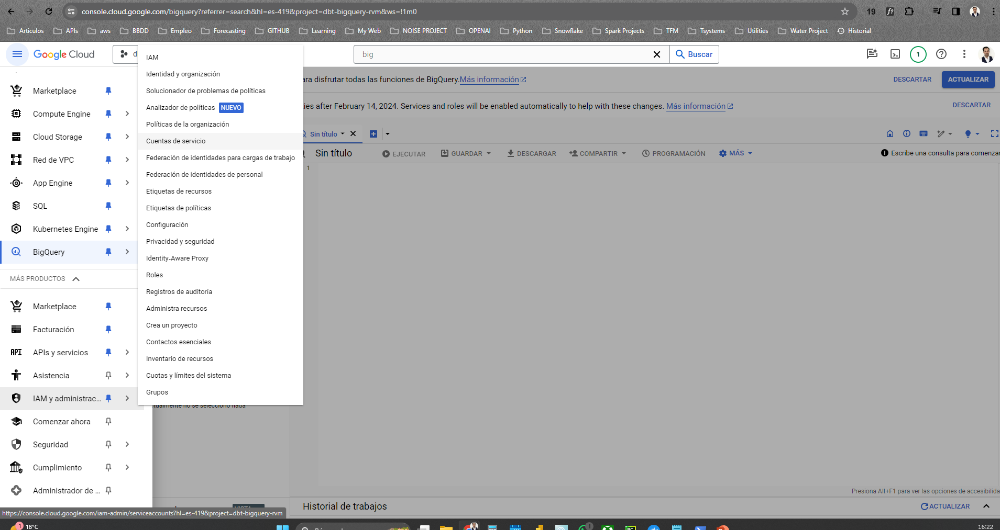 console.cloud.google.com/bigquery?referrer=search&hl=es-419&project=dbt-bigquery-rvm&ws=!1m0
19
Articulos APIs aws BBDD Empleo Forecasting GITHUB Learning My Web NOISE PROJECT OPENAI Python Snowflake Spark Projects TFM Tsystems Utilities Water Project Historial
Google Cloud
d
big
Buscar
1
Marketplace
Compute Engine
Cloud Storage
Red de VPC
App Engine
SQL
Kubernetes Engine
BigQuery
MÁS PRODUCTOS
Marketplace
Facturación
API APIs y servicios
Asistencia
IAM y administrac...
Comenzar ahora
Seguridad
Cumplimiento
Administrador de ...
IAM
Identidad y organización
Solucionador de problemas de políticas
Analizador de políticas NUEVO
Políticas de la organización
Cuentas de servicio
Federación de identidades para cargas de trabajo
Federación de identidades de personal
Etiquetas de recursos
Etiquetas de políticas
Configuración
Privacidad y seguridad
Identity-Aware Proxy
Roles
Registros de auditoría
Administra recursos
Crea un proyecto
Contactos esenciales
Inventario de recursos
Cuotas y límites del sistema
Grupos
para disfrutar todas las funciones de BigQuery. Más información
DESCARTAR
ACTUALIZAR
after February 14, 2024. Services and roles will be enabled automatically to help with these changes. Más información
DESCARTAR
Sin título
Sin título
EJECUTAR GUARDAR DESCARGAR COMPARTIR PROGRAMACIÓN MÁS
Escribe una consulta para comenzar
1
no se seleccionó nada
Presiona Alt+F1 para ver las opciones de accesibilida
Historial de trabajos
ACTUALIZAR
https://console.cloud.google.com/iam-admin/serviceaccounts?hl=es-419&project=dbt-bigquery-rvm
1
18°C
1
16:22